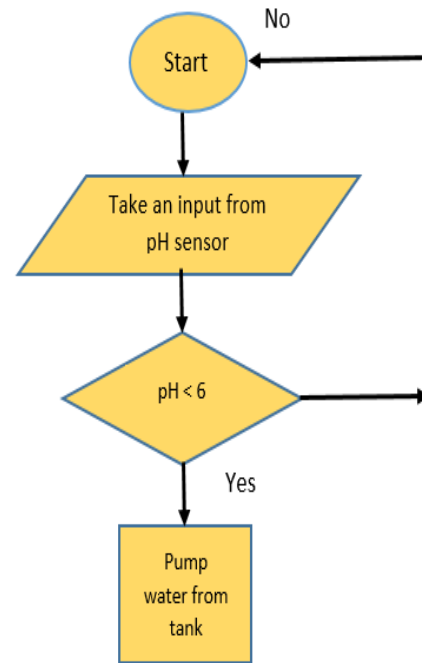 No
Start
Take an input from
pH sensor
pH < 6
Yes
Pump
water from
tank